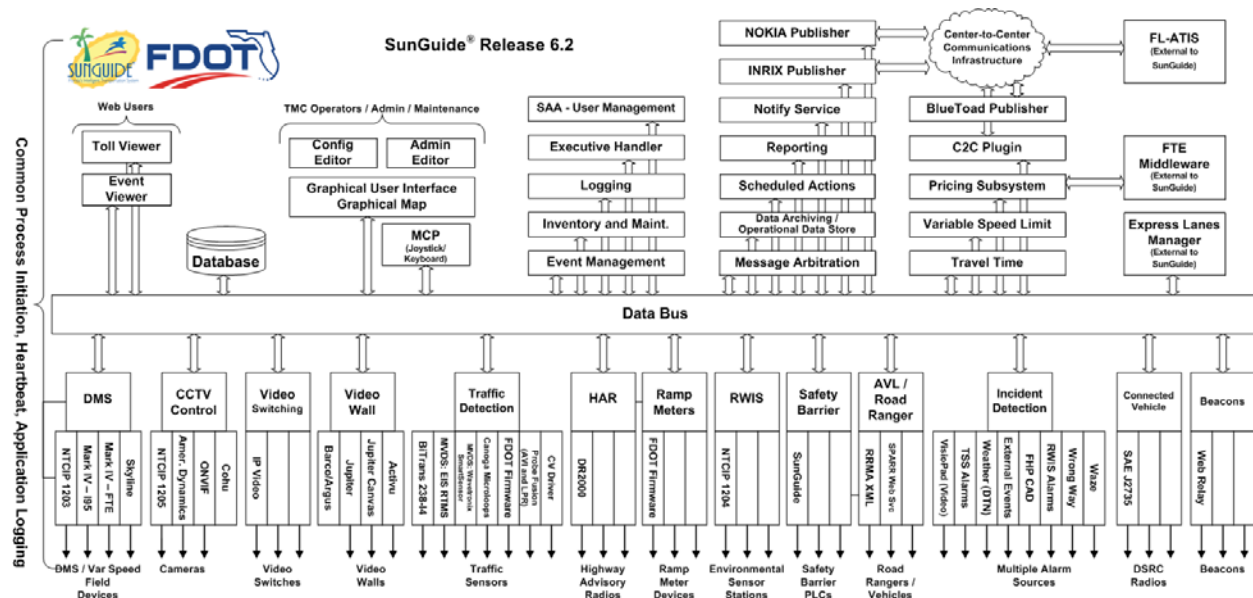 SunGuide® Release 6.2
SUNGUIDE
FDOT
Common Process Initiation, Heartbeat, Application Logging
Web Users
Toll Viewer
Event
Viewer
TMC Operators / Admin / Maintenance
Config
Editor
Admin
Editor
Graphical User Interface
Graphical Map
MCP
(Joystick/
Keyboard)
Database
SAA - User Management
Executive Handler
Logging
Inventory and Maint.
Event Management
NOKIA Publisher
INRIX Publisher
Notify Service
Reporting
Scheduled Actions
Data Archiving /
Operational Data Store
Message Arbitration
Center-to-Center
Communications
Infrastructure
BlueToad Publisher
C2C Plugin
Pricing Subsystem
Variable Speed Limit
Travel Time
FL-ATIS
(External to
SunGuide)
FTE
Middleware
(External to
SunGuide)
Express Lanes
Manager
(External to
SunGuide)
Data Bus
DMS
NTCIP 1203
Mark IV – I95
Mark IV – FTE
Skyline
DMS / Var Speed
Field
Devices
CCTV
Control
NTCIP 1205
Amer. Dynamics
ONVIF
Cohu
Cameras
Video
Switching
IP Video
Video
Switches
Video
Wall
Barco/Argus
Jupiter
Jupiter Canvas
Activu
Video
Walls
Traffic
Detection
BiTrans 238-I4
MVDS: EIS RTMS
MVDS: Wavetronix
SmartSensor
Canoga Microloops
FDOT Firmware
Probe Fusion
(AVI and LPR)
CV Driver
Traffic
Sensors
HAR
DR2000
Highway
Advisory
Radios
Ramp
Meters
FDOT Firmware
Ramp
Meter
Devices
RWIS
NTCIP 1204
Environmental
Sensor
Stations
Safety
Barrier
SunGuide
Safety
Barrier
PLCs
AVL /
Road
Ranger
RRMA XML
SPARR Web Svc
Road
Rangers /
Vehicles
Incident
Detection
VisioPad (Video)
TSS Alarms
Weather (DTN)
External Events
FHP CAD
RWIS Alarms
Wrong Way
Waze
Multiple Alarm
Sources
Connected
Vehicle
SAE J2735
DSRC
Radios
Beacons
Web Relay
Beacons